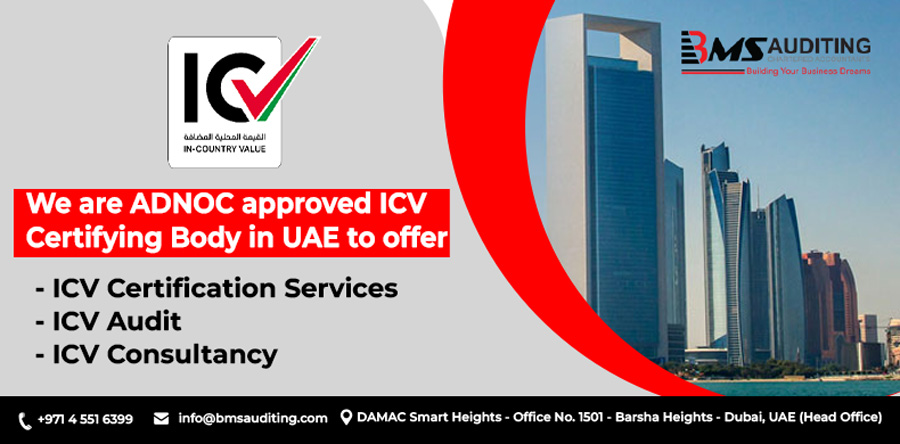 ICV
القيمة المحلية المضافة
IN-COUNTRY VALUE
BMS AUDITING
CHARTERED ACCOUNTANTS
Building Your Business Dreams
We are ADNOC approved ICV
Certifying Body in UAE to offer
- ICV Certification Services
- ICV Audit
- ICV Consultancy
+971 4 551 6399 info@bmsauditing.com DAMAC Smart Heights - Office No. 1501 - Barsha Heights - Dubai, UAE (Head Office)